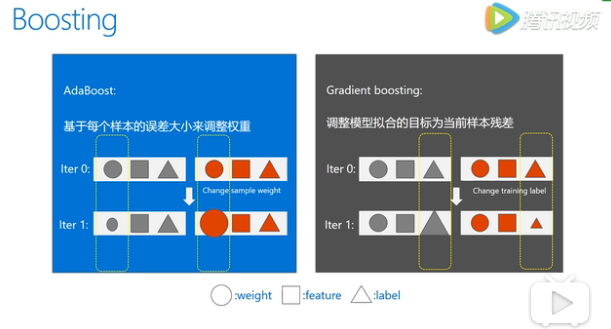 Boosting
腾讯视频
AdaBoost:
基于每个样本的误差大小来调整权重
Iter 0:
Change sample weight
Iter 1:
Gradient boosting:
调整模型拟合的目标为当前样本残差
Iter 0:
Change training label
Iter 1:
:weight :feature :label